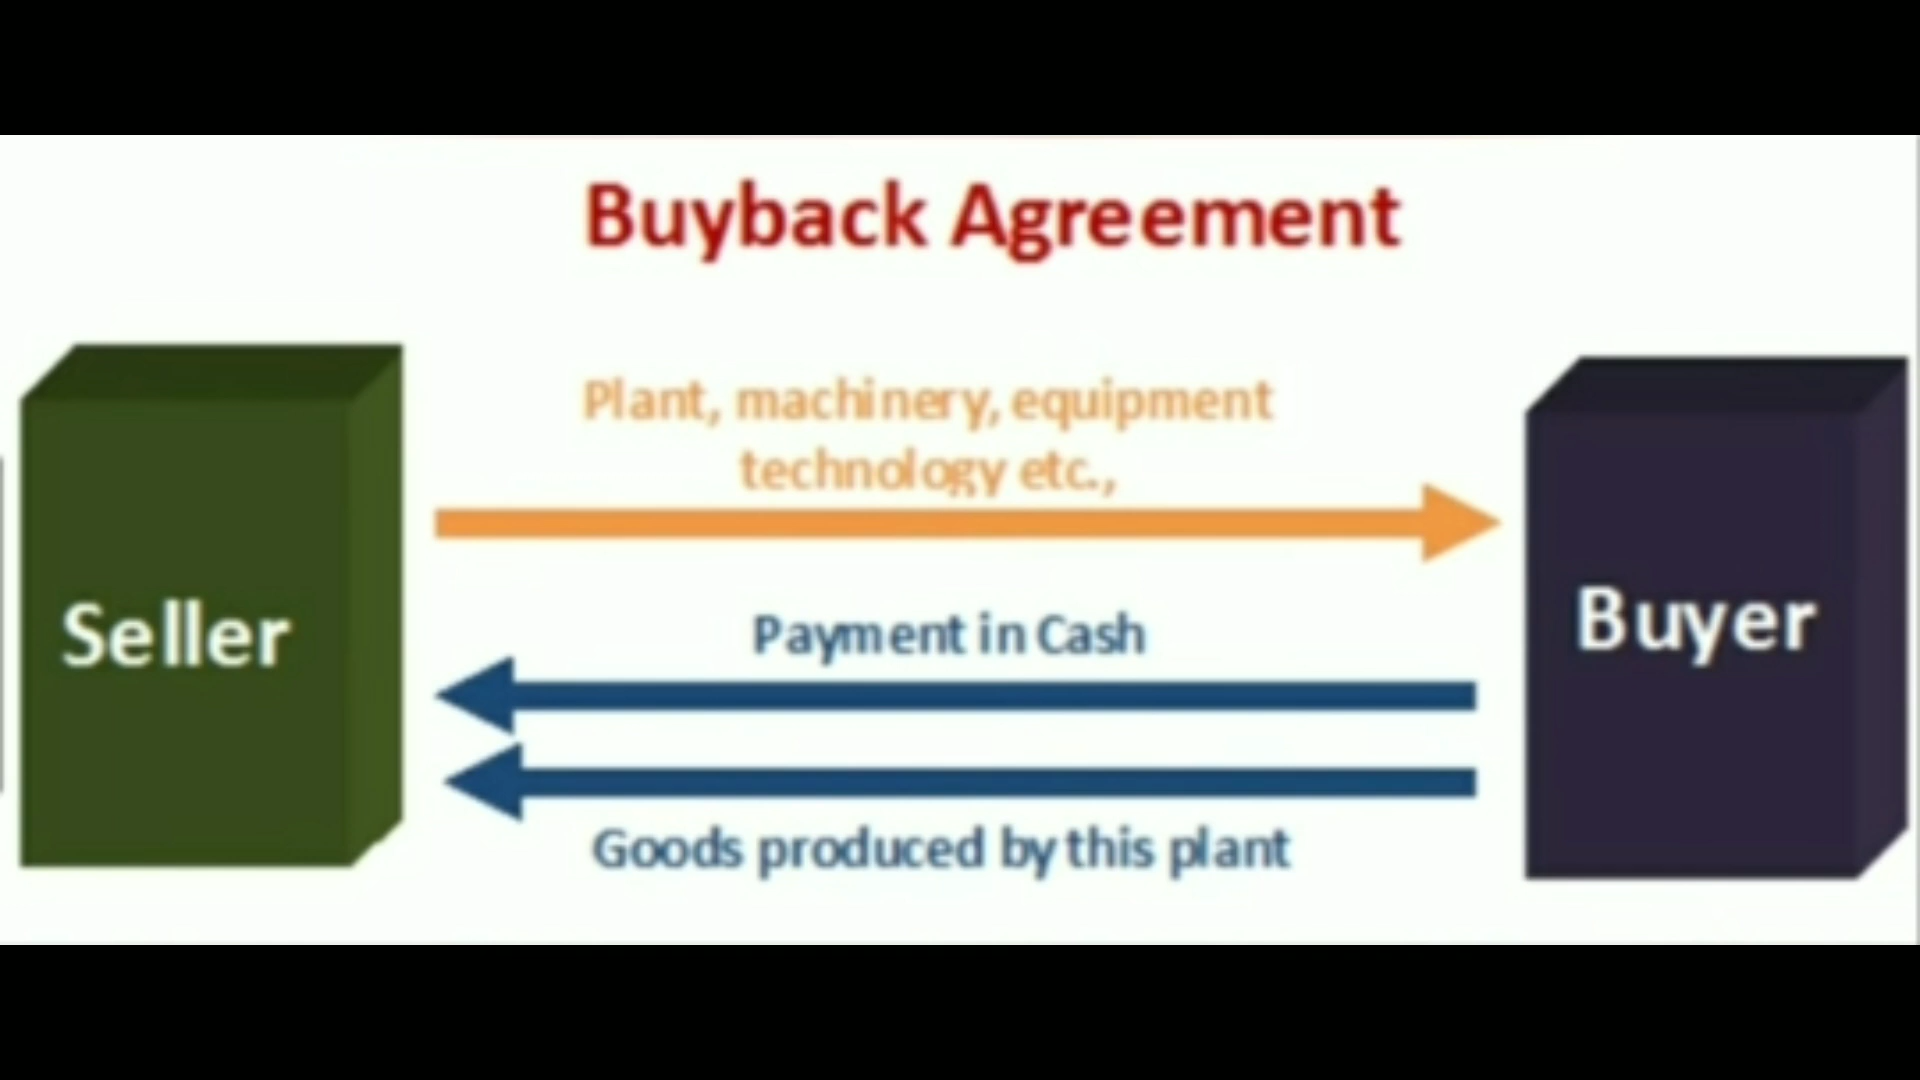 Buyback Agreement
Plant, machinery, equipment
technology etc.,
Seller
Payment in Cash
Buyer
Goods produced by this plant